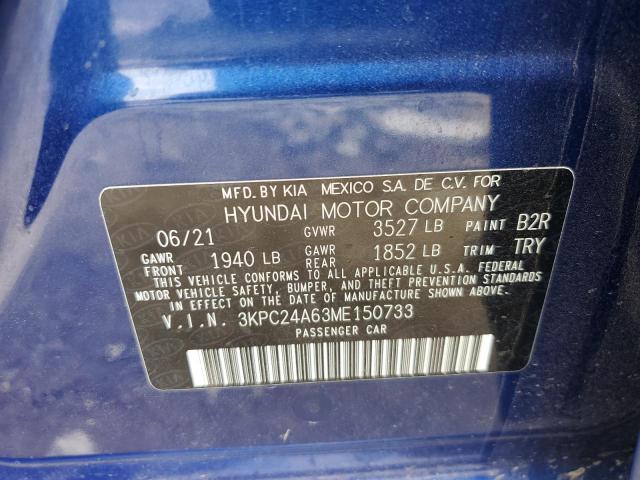 MFD. BY KIA MEXICO S.A. DE C.V. FOR
HYUNDAI MOTOR COMPANY
06/21 GVWR 3527 LB PAINT B2R
GAWR FRONT 1940 LB GAWR REAR 1852 LB TRIM TRY
THIS VEHICLE CONFORMS TO ALL APPLICABLE U.S.A. FEDERAL
MOTOR VEHICLE SAFETY, BUMPER, AND THEFT PREVENTION STANDARDS
IN EFFECT ON THE DATE OF MANUFACTURE SHOWN ABOVE.
V.I.N. 3KPC24A63ME150733
PASSENGER CAR